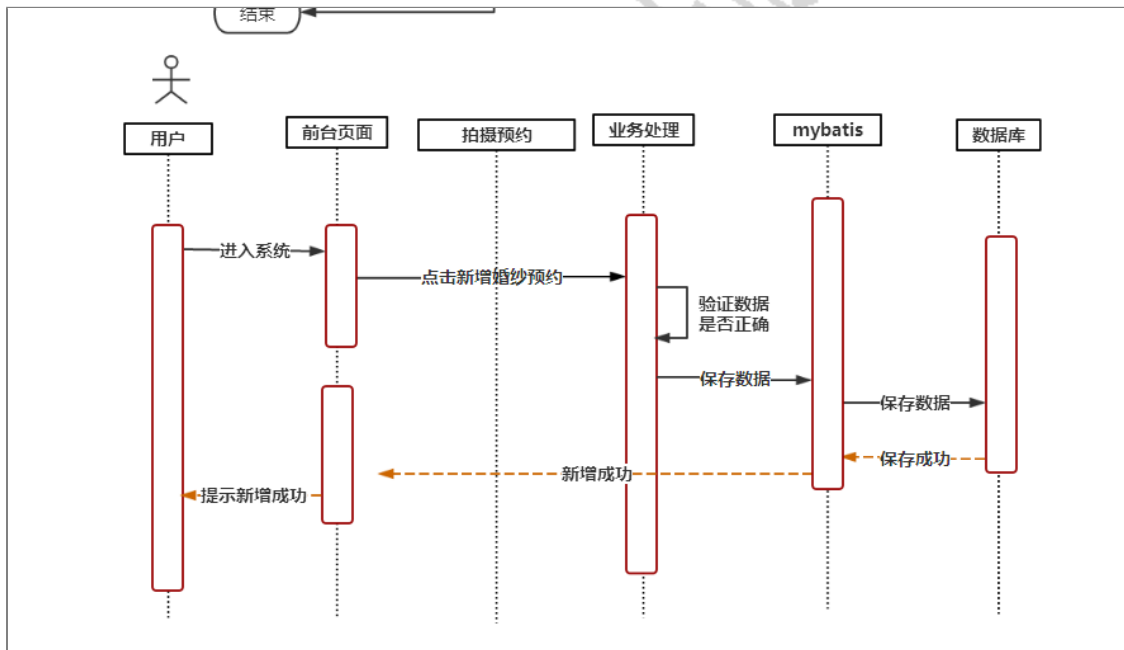 结束
用户
前台页面
拍摄预约
业务处理
mybatis
数据库
进入系统
点击新增婚纱预约
验证数据
是否正确
保存数据
保存数据
保存成功
新增成功
提示新增成功